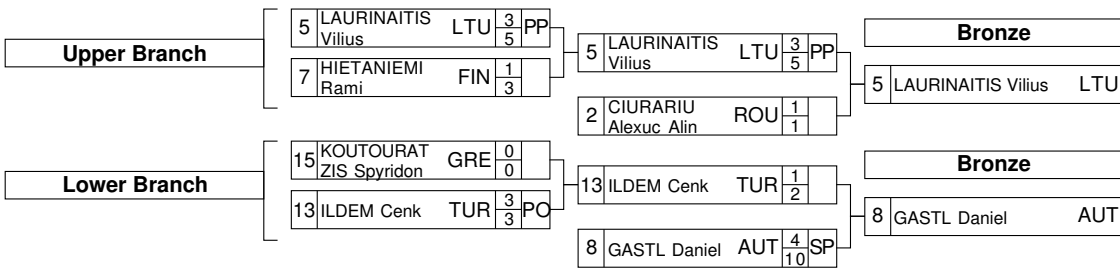 Upper Branch
5 LAURINAITIS Vilius LTU 3 5 PP
7 HIETANIEMI Rami FIN 1 3
5 LAURINAITIS Vilius LTU 3 5 PP
2 CIURARIU Alexuc Alin ROU 1 1
Bronze
5 LAURINAITIS Vilius LTU
Lower Branch
15 KOUTOURAT ZIS Spyridon GRE 0 0
13 ILDEM Cenk TUR 3 3 PO
13 ILDEM Cenk TUR 1 2
8 GASTL Daniel AUT 4 10 SP
Bronze
8 GASTL Daniel AUT